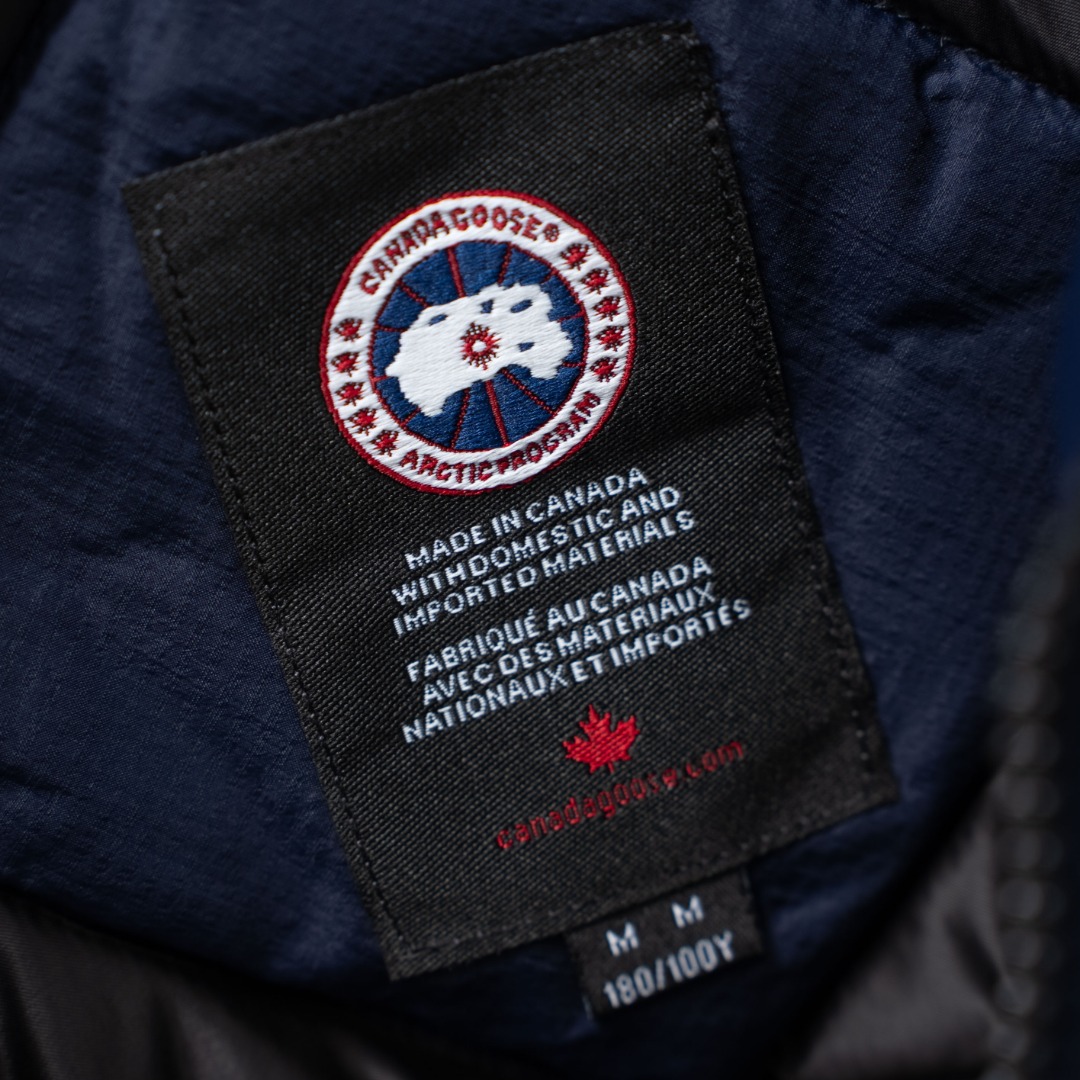 CANADA GOOSE®
ARCTIC PROGRAM
MADE IN CANADA
WITH DOMESTIC AND
IMPORTED MATERIALS
FABRIQUÉ AU CANADA
AVEC DES MATERIAUX
NATIONAUX ET IMPORTÉS
canadagoose.com
M M
180/100Y